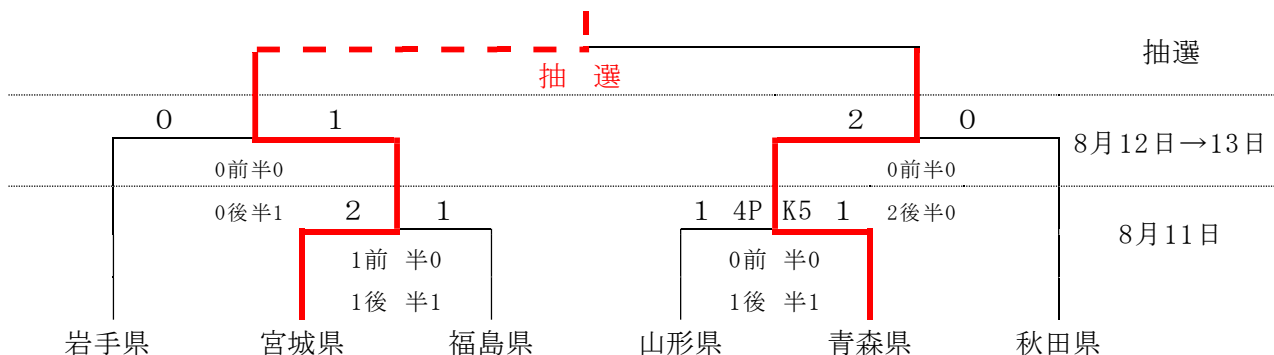 抽選
抽 選
0 1 2 0
8月12日→13日
0前半0 0前半0
0後半1 2 1 1 4P K5 1 2後半0
8月11日
1前 半0 0前 半0
1後 半1 1後 半1
岩手県 宮城県 福島県 山形県 青森県 秋田県